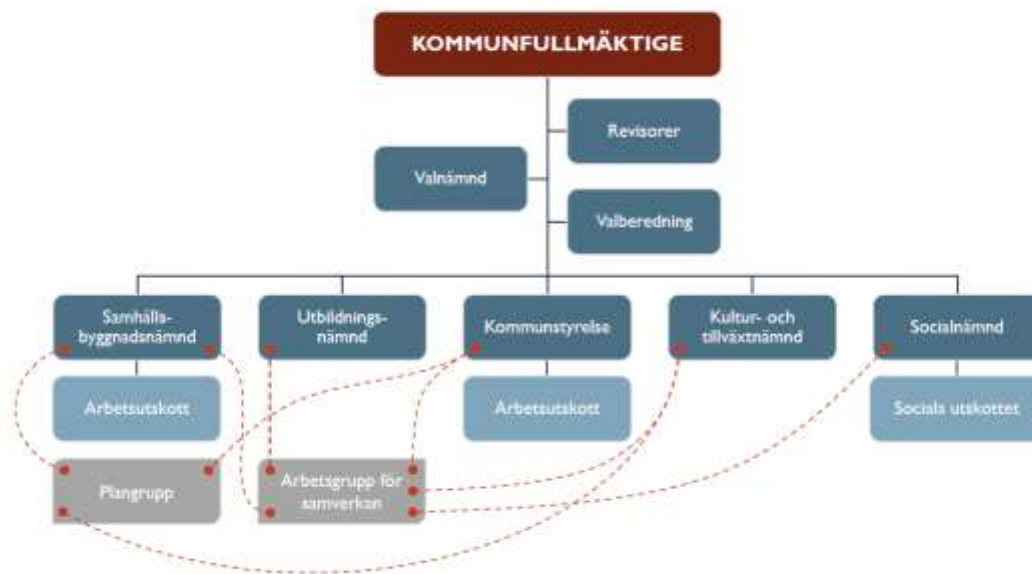 KOMMUNFULLMÄKTIGE
Revisorer
Valnämnd
Valberedning
Samhälls-
byggnadsnämnd
Utbildnings-
nämnd
Kommunstyrelse
Kultur- och
tillväxtnämnd
Socialnämnd
Arbetsutskott
Arbetsutskott
Sociala utskottet
Plangrupp
Arbetsgrupp för
samverkan